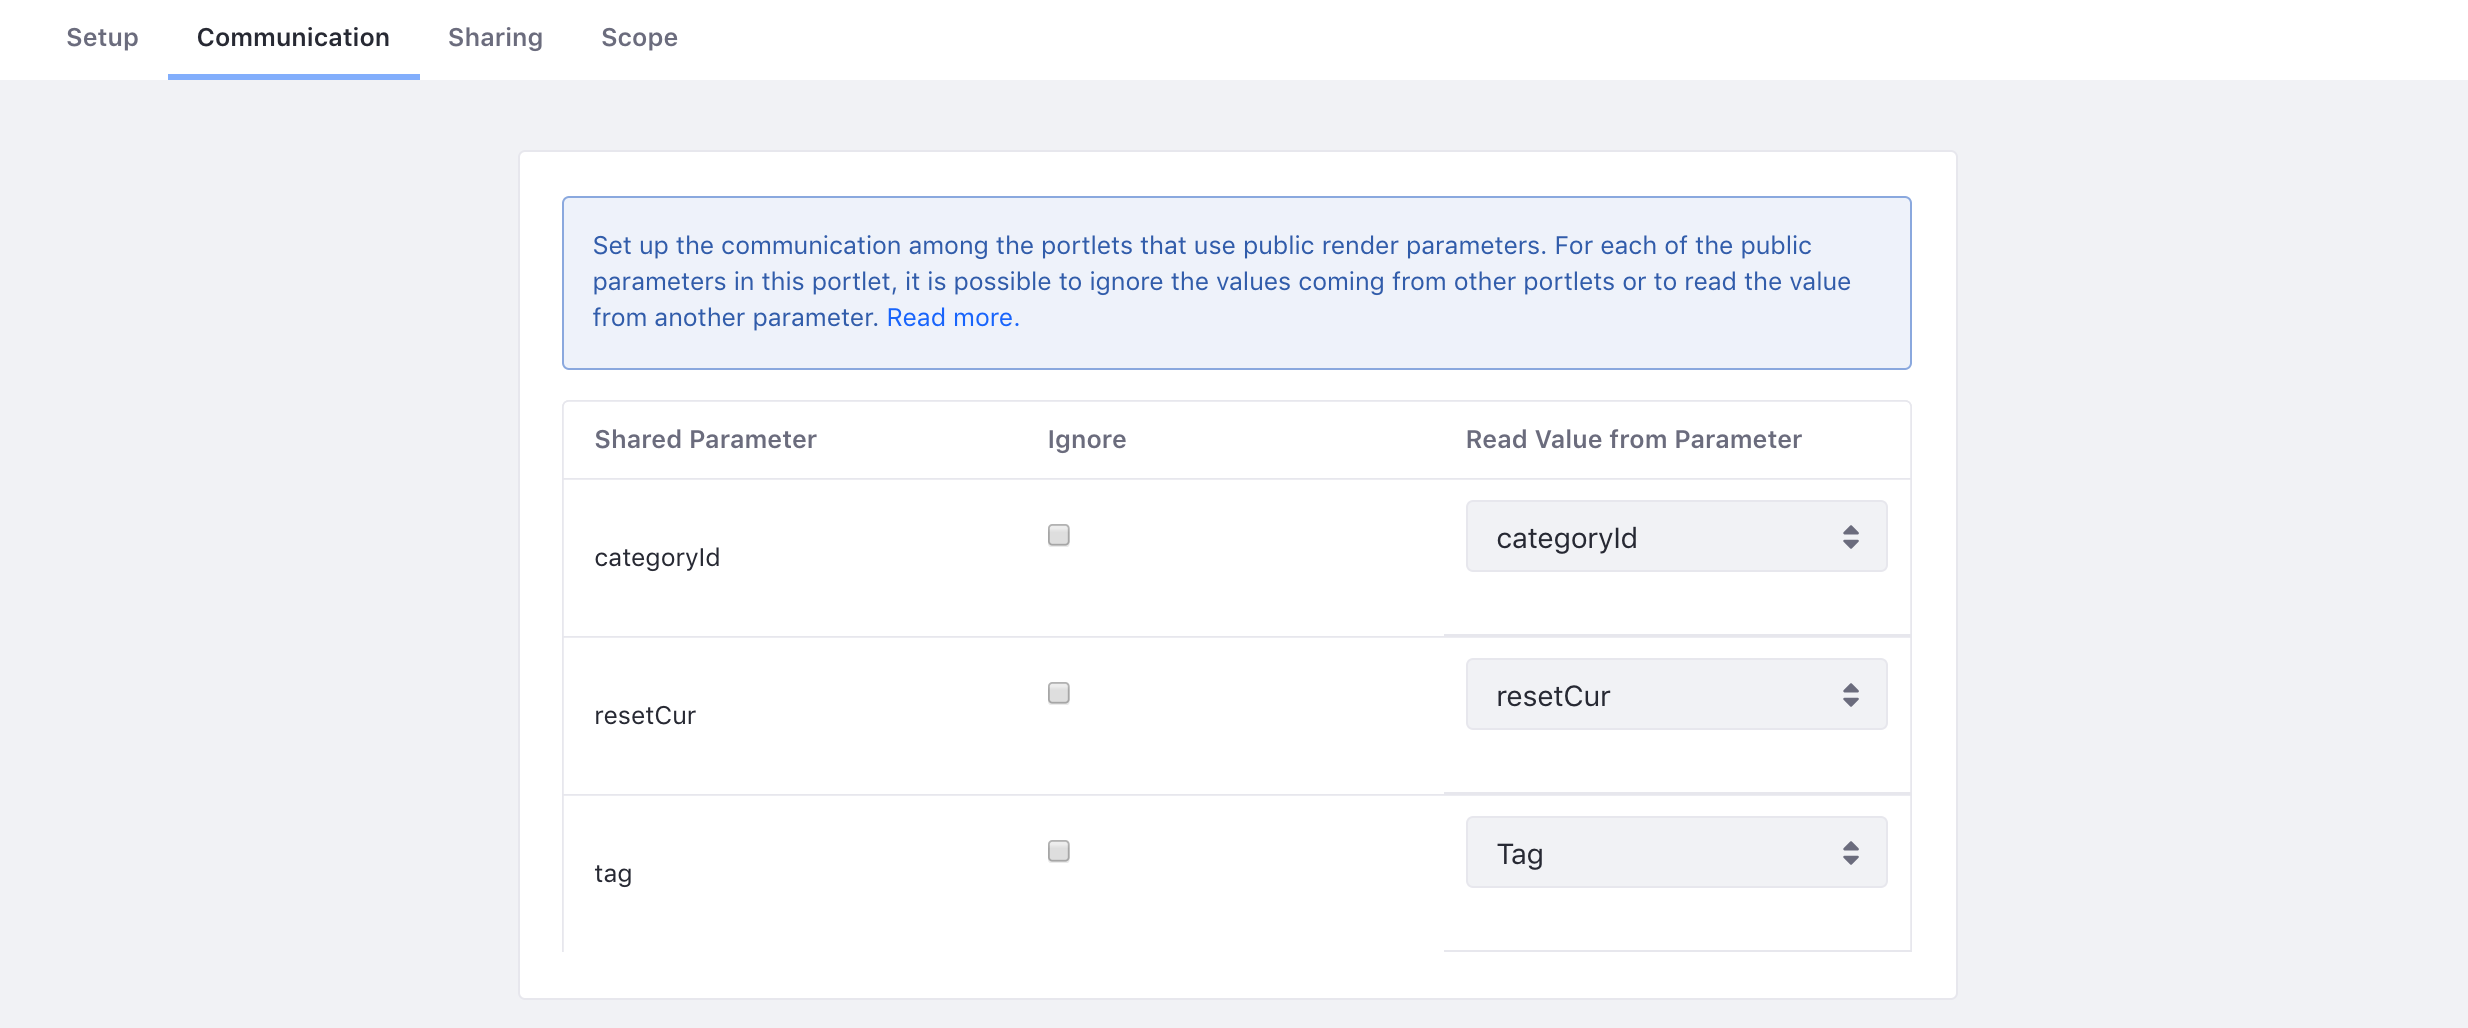 Setup Communication Sharing Scope
Set up the communication among the portlets that use public render parameters. For each of the public
parameters in this portlet, it is possible to ignore the values coming from other portlets or to read the value
from another parameter. Read more.
Shared Parameter Ignore Read Value from Parameter
categoryId categoryId
resetCur resetCur
tag Tag